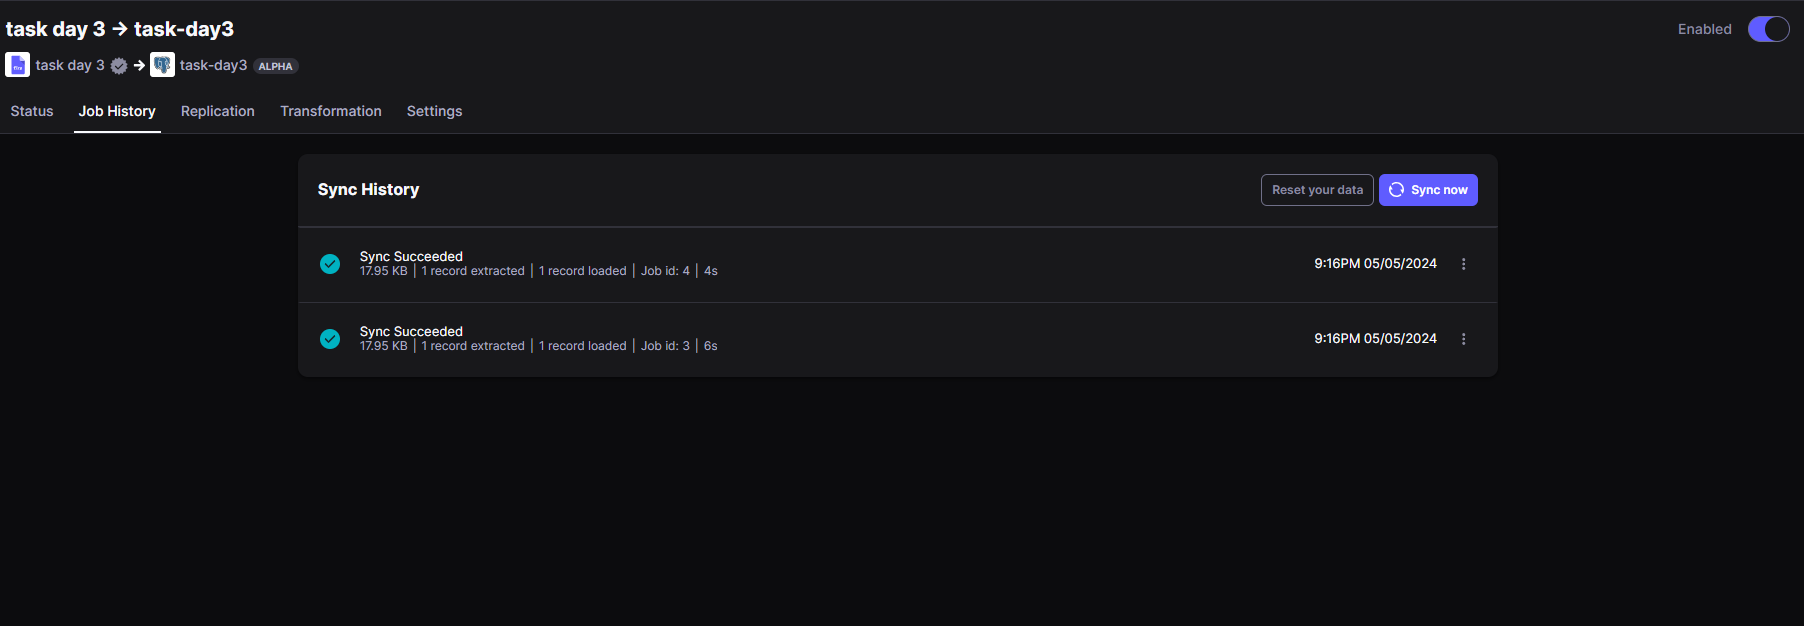 task day 3 → task-day3
Enabled
task day 3 → task-day3 ALPHA
Status Job History Replication Transformation Settings
Sync History
Reset your data
Sync now
Sync Succeeded
17.95 KB | 1 record extracted | 1 record loaded | Job id: 4 | 4s
9:16PM 05/05/2024
Sync Succeeded
17.95 KB | 1 record extracted | 1 record loaded | Job id: 3 | 6s
9:16PM 05/05/2024